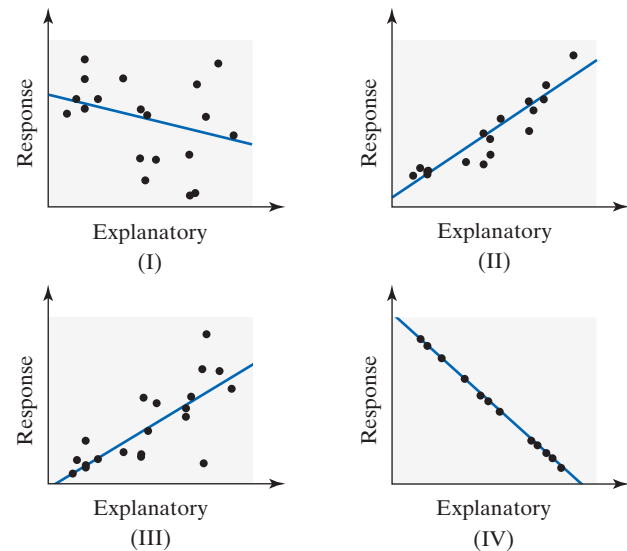 Response
Explanatory
(I)
Response
Explanatory
(II)
Response
Explanatory
(III)
Response
Explanatory
(IV)